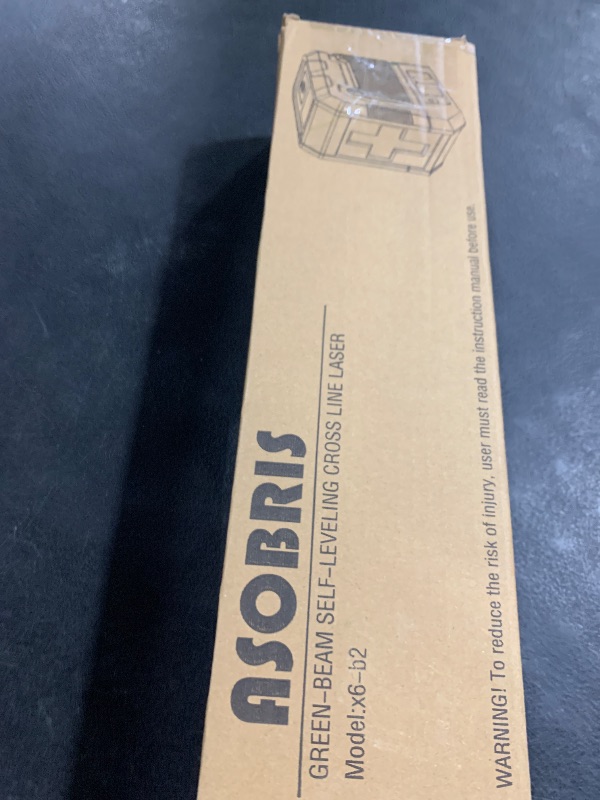 ASOBRIS
GREEN-BEAM SELF-LEVELING CROSS LINE LASER
Model:x6-b2
WARNING! To reduce the risk of injury, user must read the instruction manual before use.